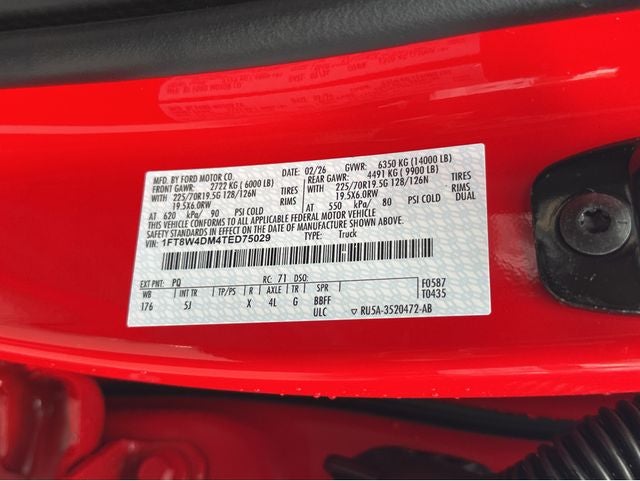 MFD. BY FORD MOTOR CO. DATE: 02/26 GVWR: 6350 KG (14000 LB)
FRONT GAWR: 2722 KG ( 6000 LB) REAR GAWR: 4491 KG ( 9900 LB)
WITH 225/70R19.5G 128/126N TIRES WITH 225/70R19.5G 128/126N TIRES
19.5X6.0RW RIMS 19.5X6.0RW RIMS
AT 620 kPa/ 90 PSI COLD AT 550 kPa/ 80 PSI COLD DUAL
THIS VEHICLE CONFORMS TO ALL APPLICABLE FEDERAL MOTOR VEHICLE
SAFETY STANDARDS IN EFFECT ON THE DATE OF MANUFACTURE SHOWN ABOVE.
VIN: 1FT8W4DM4TED75029 TYPE: Truck
EXT PNT: PQ RC: 71 DSO: F0587
WB INT TR TP/PS R AXLE TR SPR T0435
176 5J X 4L G BBFF
ULC ▽ RU5A-3520472-AB